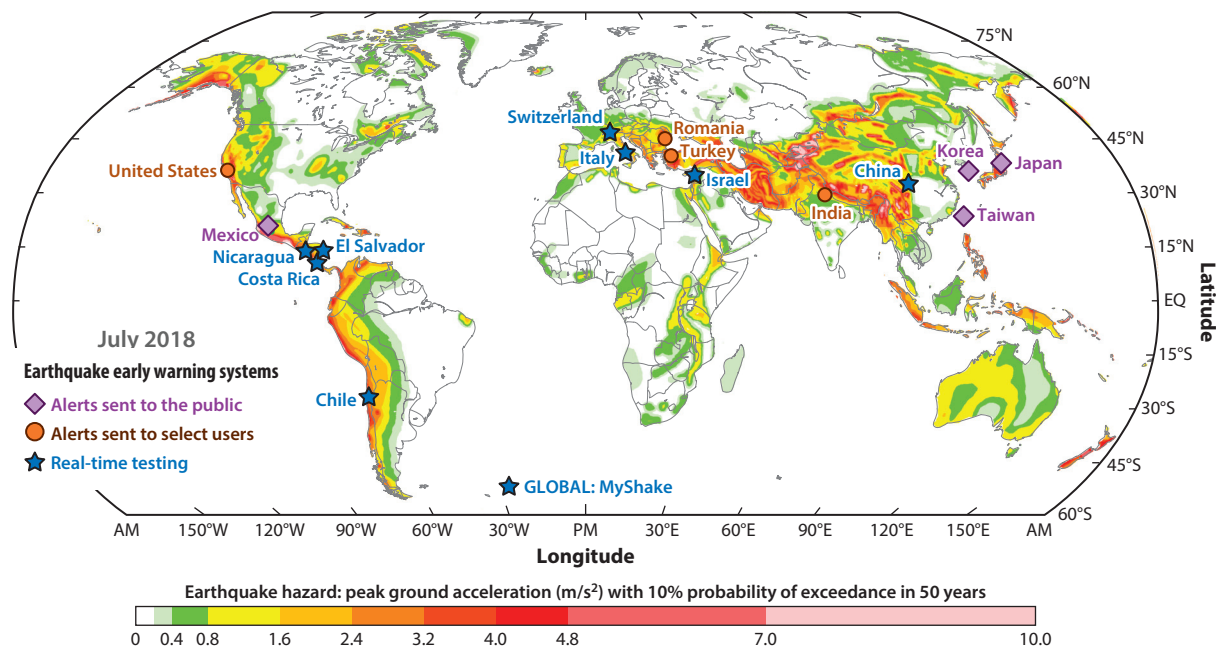 75°N
60°N
45°N
30°N
15°N
EQ
15°S
30°S
45°S
60°S
Latitude
Switzerland
Romania
Turkey
Italy
Israel
United States
Mexico
Nicaragua
El Salvador
Costa Rica
Chile
China
India
Korea
Japan
Taiwan
GLOBAL: MyShake
July 2018
Earthquake early warning systems
Alerts sent to the public
Alerts sent to select users
Real-time testing
AM 150°W 120°W 90°W 60°W 30°W PM 30°E 60°E 90°E 120°E 150°E AM
Longitude
Earthquake hazard: peak ground acceleration (m/s²) with 10% probability of exceedance in 50 years
0 0.4 0.8 1.6 2.4 3.2 4.0 4.8 7.0 10.0